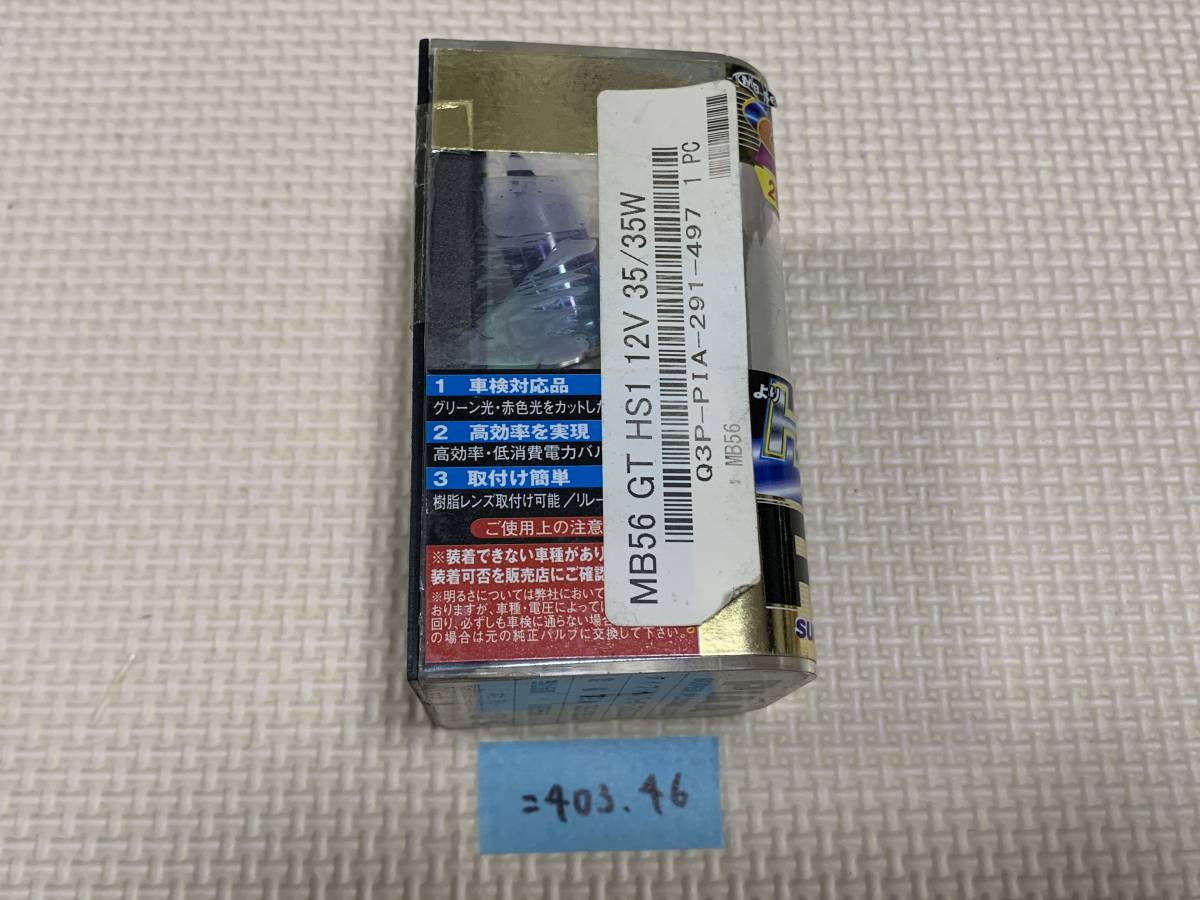 1 車検対応品
グリーン光・赤色光をカットした
2 高効率を実現
高効率・低消費電力バル
3 取付け簡単
樹脂レンズ取付け可能／リレー
ご使用上の注意
※装着できない車種があり
装着可否を販売店にご確認
※明るさについては弊社において
おりますが、車種・電圧によって
回り、必ずしも車検に通らない場合
の場合は元の純正バルブに交換して下さい。
MB56 GT HS1 12V 35/35W
Q3P-PIA-291-497 1 PC
: MB56
より
H
su
=403.46